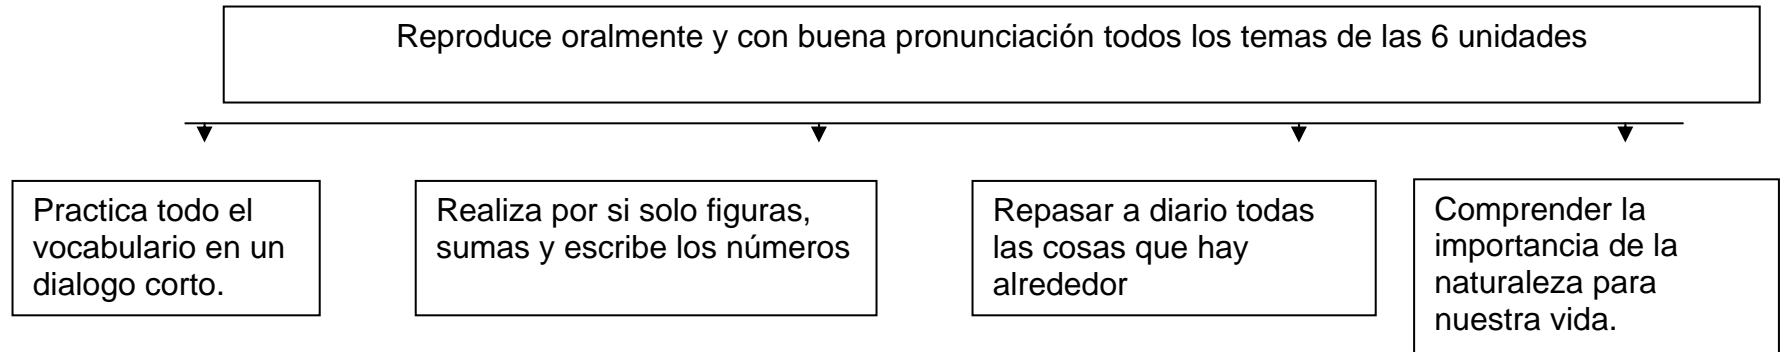 Reproduce oralmente y con buena pronunciación todos los temas de las 6 unidades
Practica todo el
vocabulario en un
dialogo corto.
Realiza por si solo figuras,
sumas y escribe los números
Repasar a diario todas
las cosas que hay
alrededor
Comprender la
importancia de la
naturaleza para
nuestra vida.